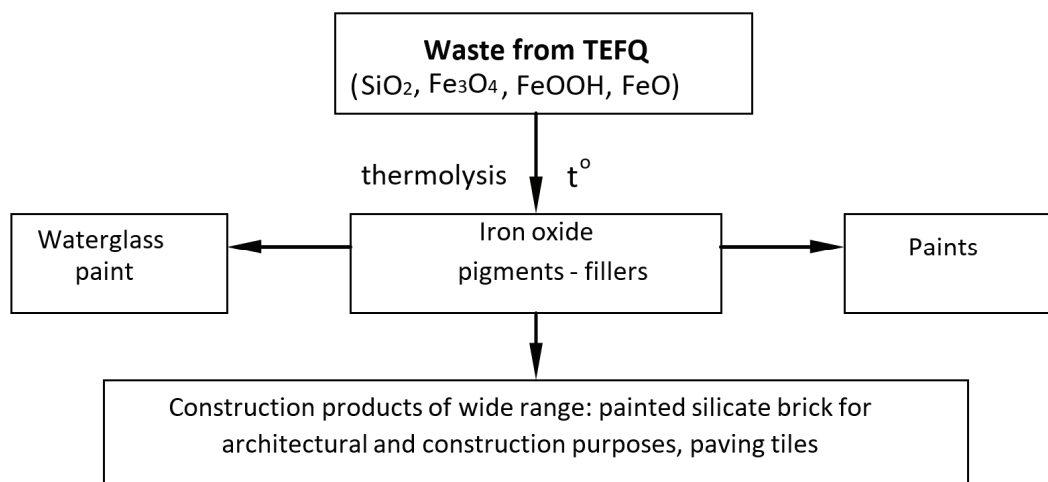 Waste from TEFQ
(SiO₂, Fe₃O₄, FeOOH, FeO)
thermolysis t°
Waterglass
paint
Iron oxide
pigments - fillers
Paints
Construction products of wide range: painted silicate brick for
architectural and construction purposes, paving tiles